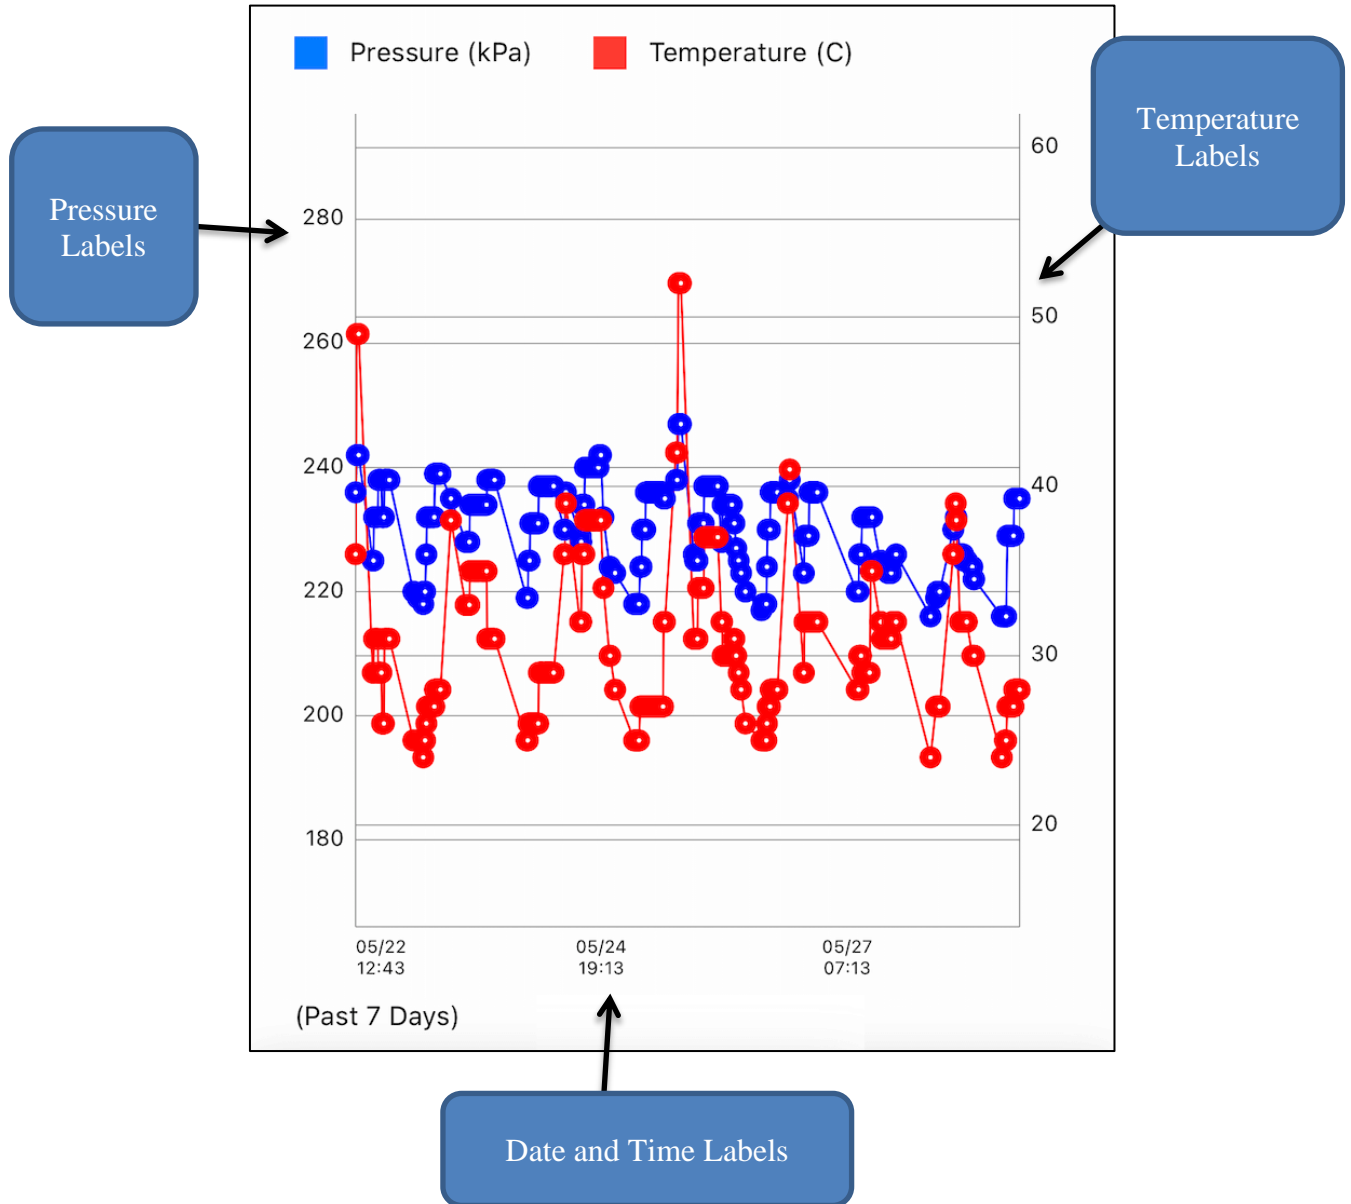 Pressure (kPa)
Temperature (C)
Temperature
Labels
Pressure
Labels
280
260
240
220
200
180
60
50
40
30
20
05/22
12:43
05/24
19:13
05/27
07:13
(Past 7 Days)
Date and Time Labels